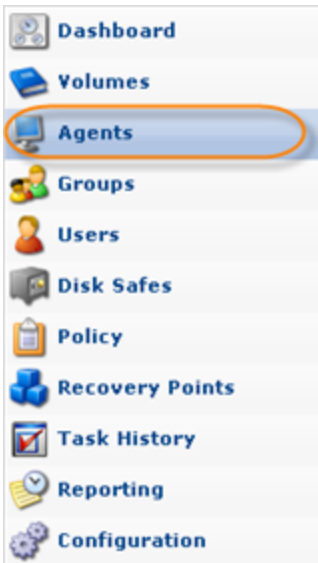 Dashboard
Volumes
Agents
Groups
Users
Disk Safes
Policy
Recovery Points
Task History
Reporting
Configuration